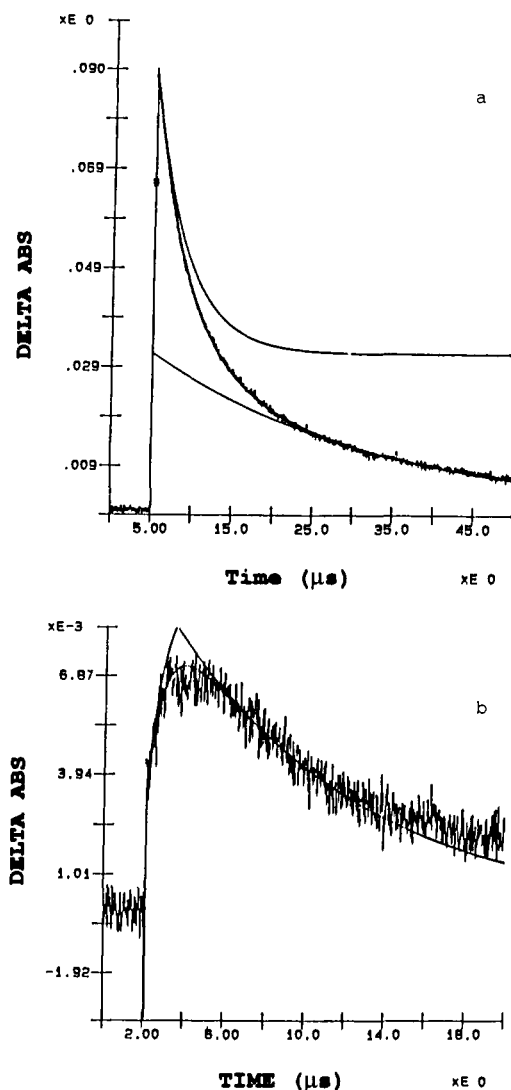 xE 0
.090
a
.059
.049
.029
.009
DELTA ABS
5.00 15.0 25.0 35.0 45.0
Time (μs) xE 0
xE-3
6.87
b
3.94
1.01
-1.92
DELTA ABS
2.00 6.00 10.0 14.0 18.0
TIME (μs) xE 0